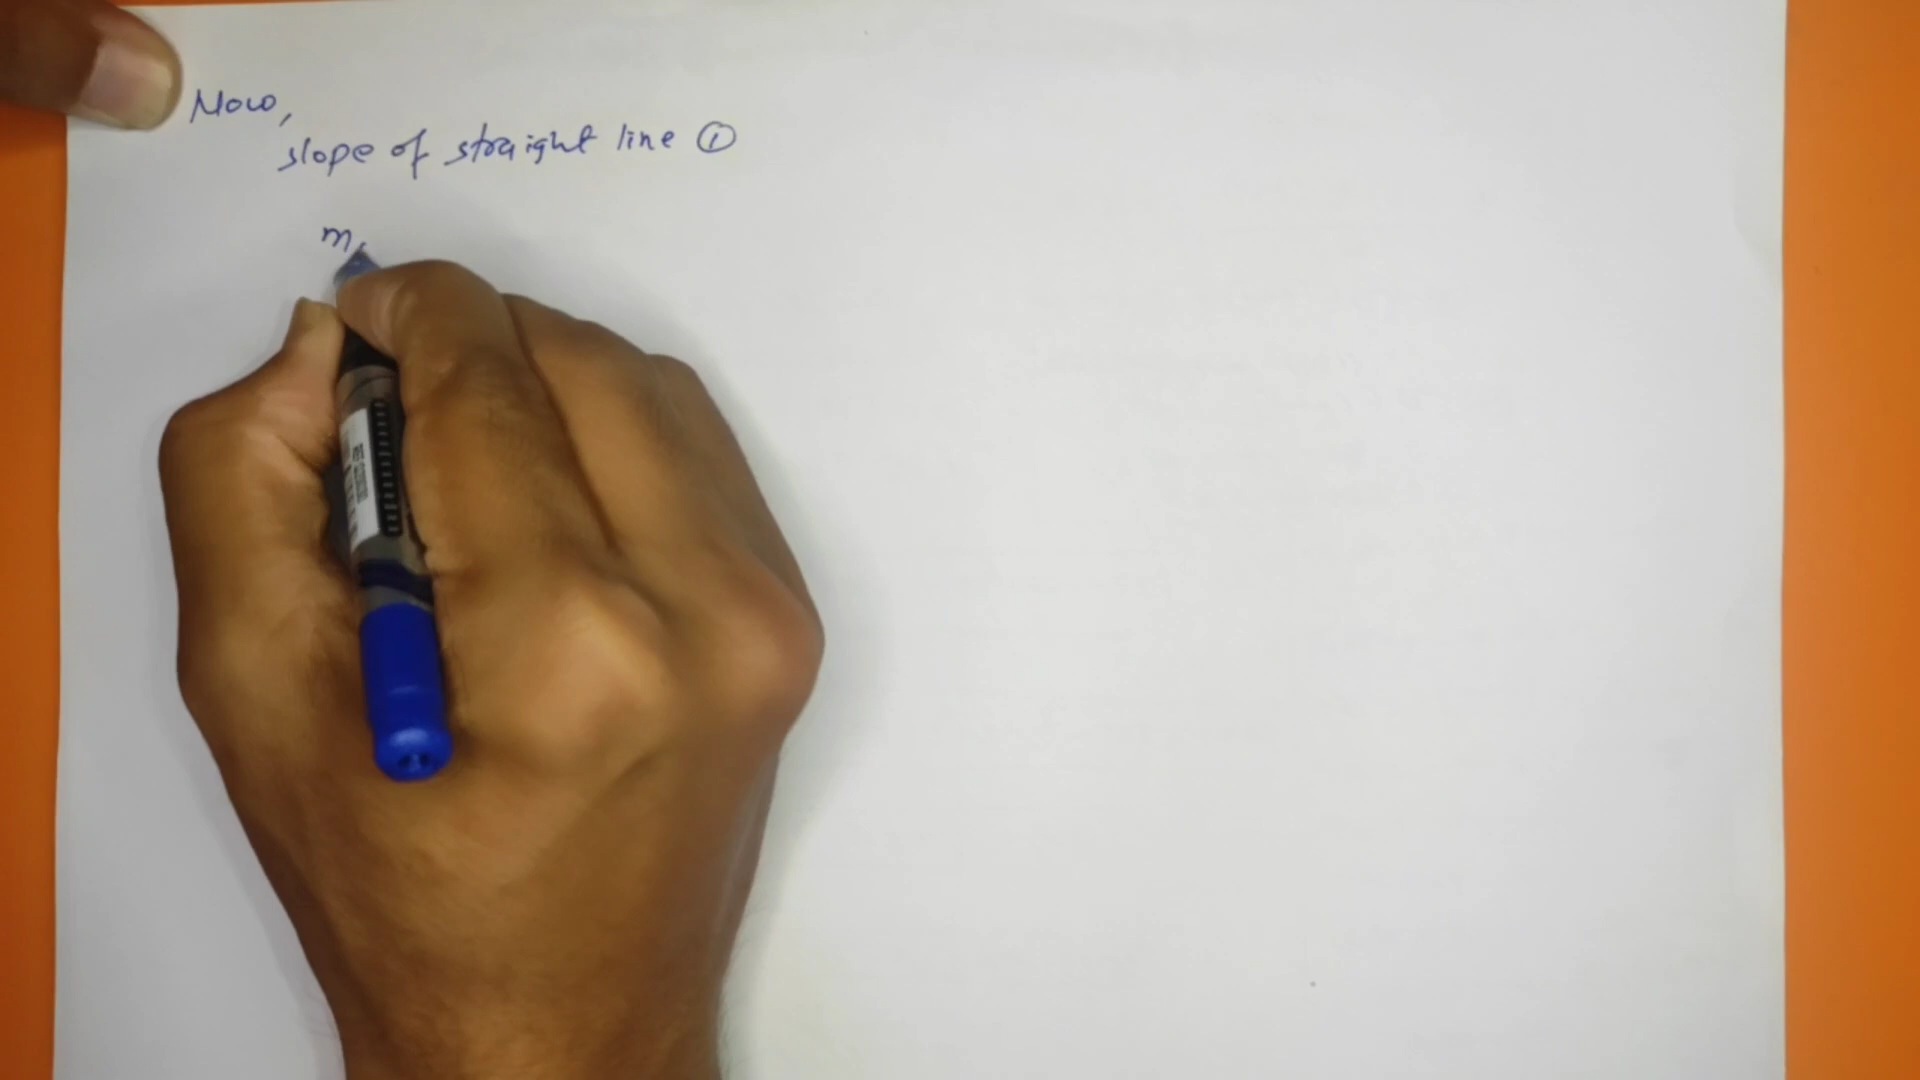 Now,
slope of straight line ①
m